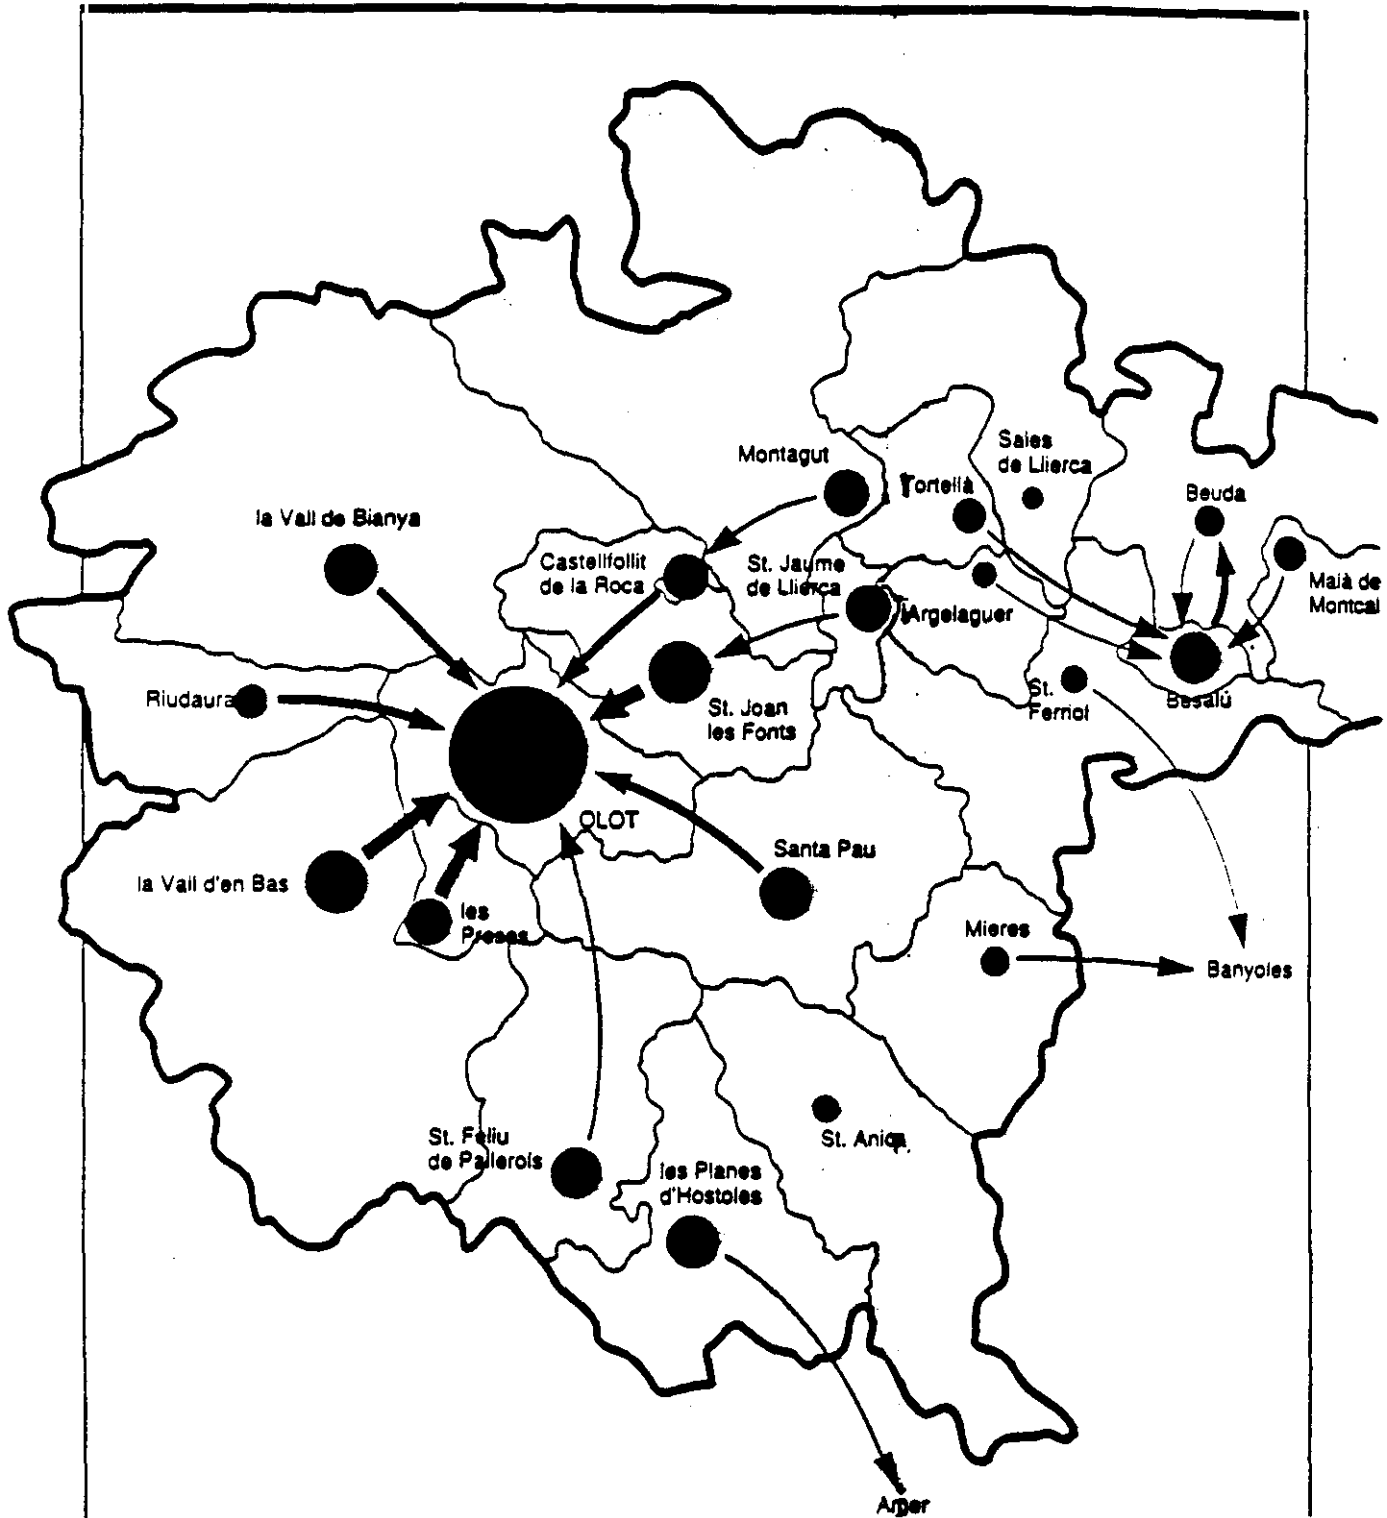 Montagut
Tortellà
Sales
de Llierca
Beuda
la Vall de Bianya
Castellfollit
de la Roca
St. Jaume
de Llierca
Argelaguer
Maià de
Montcal
Riudaura
St. Joan
les Fonts
St.
Ferriol
Besalú
OLOT
Santa Pau
la Vall d'en Bas
les
Preses
Mieres
Banyoles
St. Feliu
de Pallerols
St. Aniol
les Planes
d'Hostoles
Amer